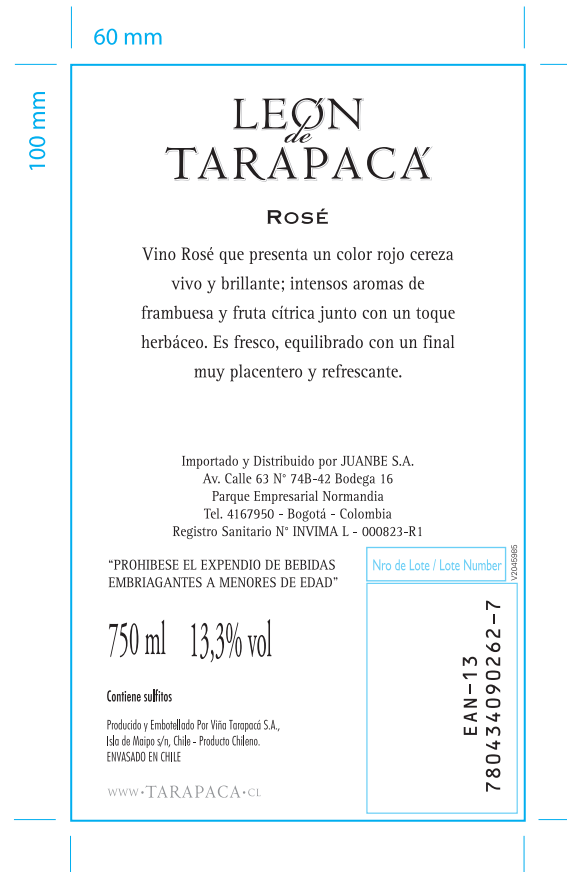 60 mm
100 mm
LEÓN
de
TARAPACÁ
ROSÉ
Vino Rosé que presenta un color rojo cereza
vivo y brillante; intensos aromas de
frambuesa y fruta cítrica junto con un toque
herbáceo. Es fresco, equilibrado con un final
muy placentero y refrescante.
Importado y Distribuido por JUANBE S.A.
Av. Calle 63 N° 74B-42 Bodega 16
Parque Empresarial Normandia
Tel. 4167950 - Bogotá - Colombia
Registro Sanitario N° INVIMA L - 000823-R1
“PROHIBESE EL EXPENDIO DE BEBIDAS
EMBRIAGANTES A MENORES DE EDAD”
Nro de Lote / Lote Number
V2045985
750 ml 13,3% vol
Contiene sulfitos
Producido y Embotellado Por Viña Tarapacá S.A.,
Isla de Maipo s/n, Chile - Producto Chileno.
ENVASADO EN CHILE
WWW·TARAPACA·CL
EAN-13
780434090262-7